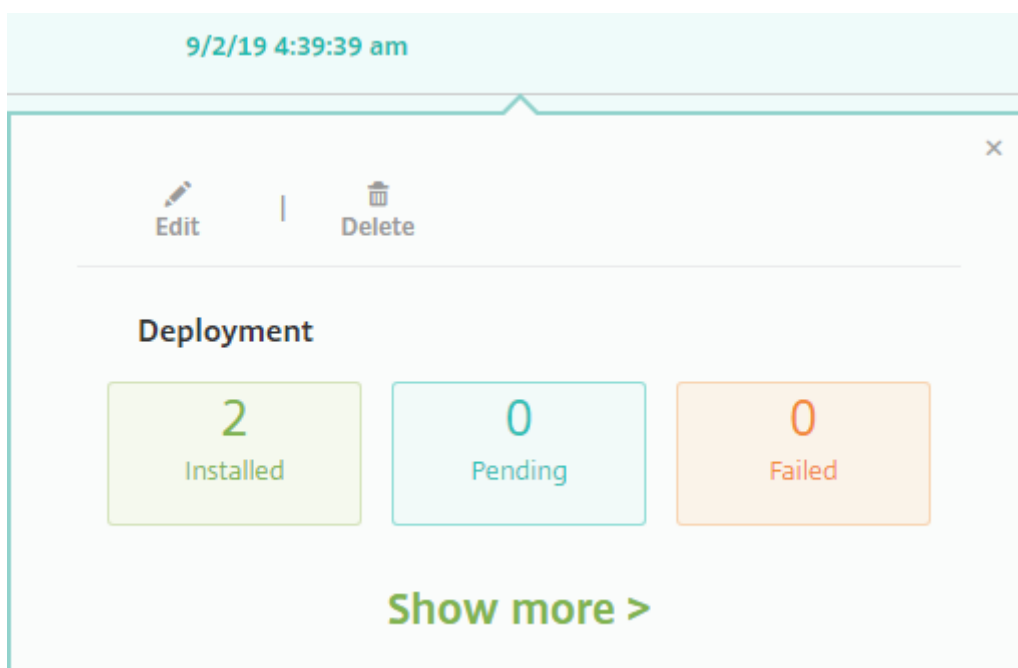 9/2/19 4:39:39 am
×
Edit | Delete
Deployment
2 0 0
Installed Pending Failed
Show more >